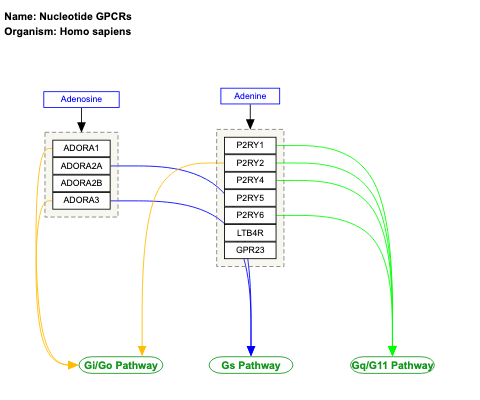 Name: Nucleotide GPCRs
Organism: Homo sapiens
Adenosine
Adenine
ADORA1
ADORA2A
ADORA2B
ADORA3
P2RY1
P2RY2
P2RY4
P2RY5
P2RY6
LTB4R
GPR23
Gi/Go Pathway
Gs Pathway
Gq/G11 Pathway